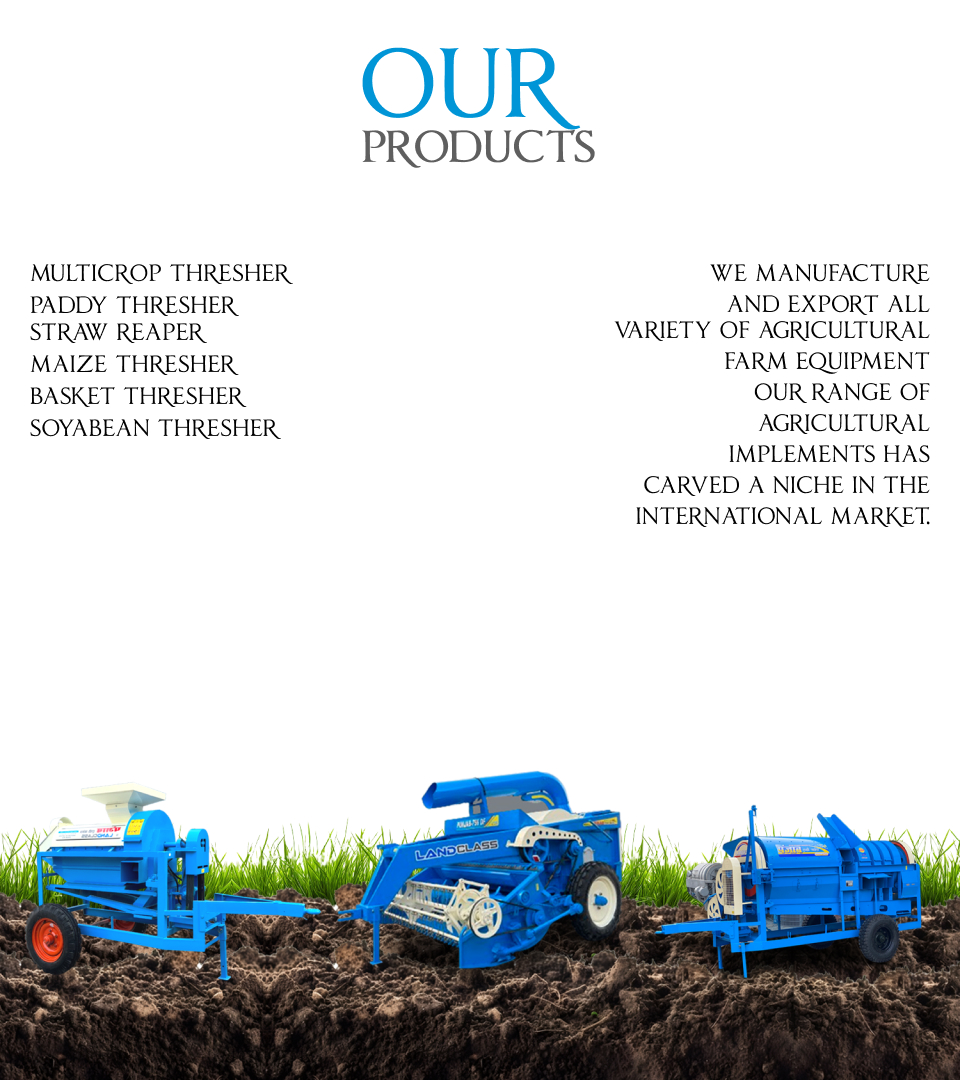 OUR
PRODUCTS
MULTICROP THRESHER
PADDY THRESHER
STRAW REAPER
MAIZE THRESHER
BASKET THRESHER
SOYABEAN THRESHER
WE MANUFACTURE
AND EXPORT ALL
VARIETY OF AGRICULTURAL
FARM EQUIPMENT
OUR RANGE OF
AGRICULTURAL
IMPLEMENTS HAS
CARVED A NICHE IN THE
INTERNATIONAL MARKET.
LANDCLASS